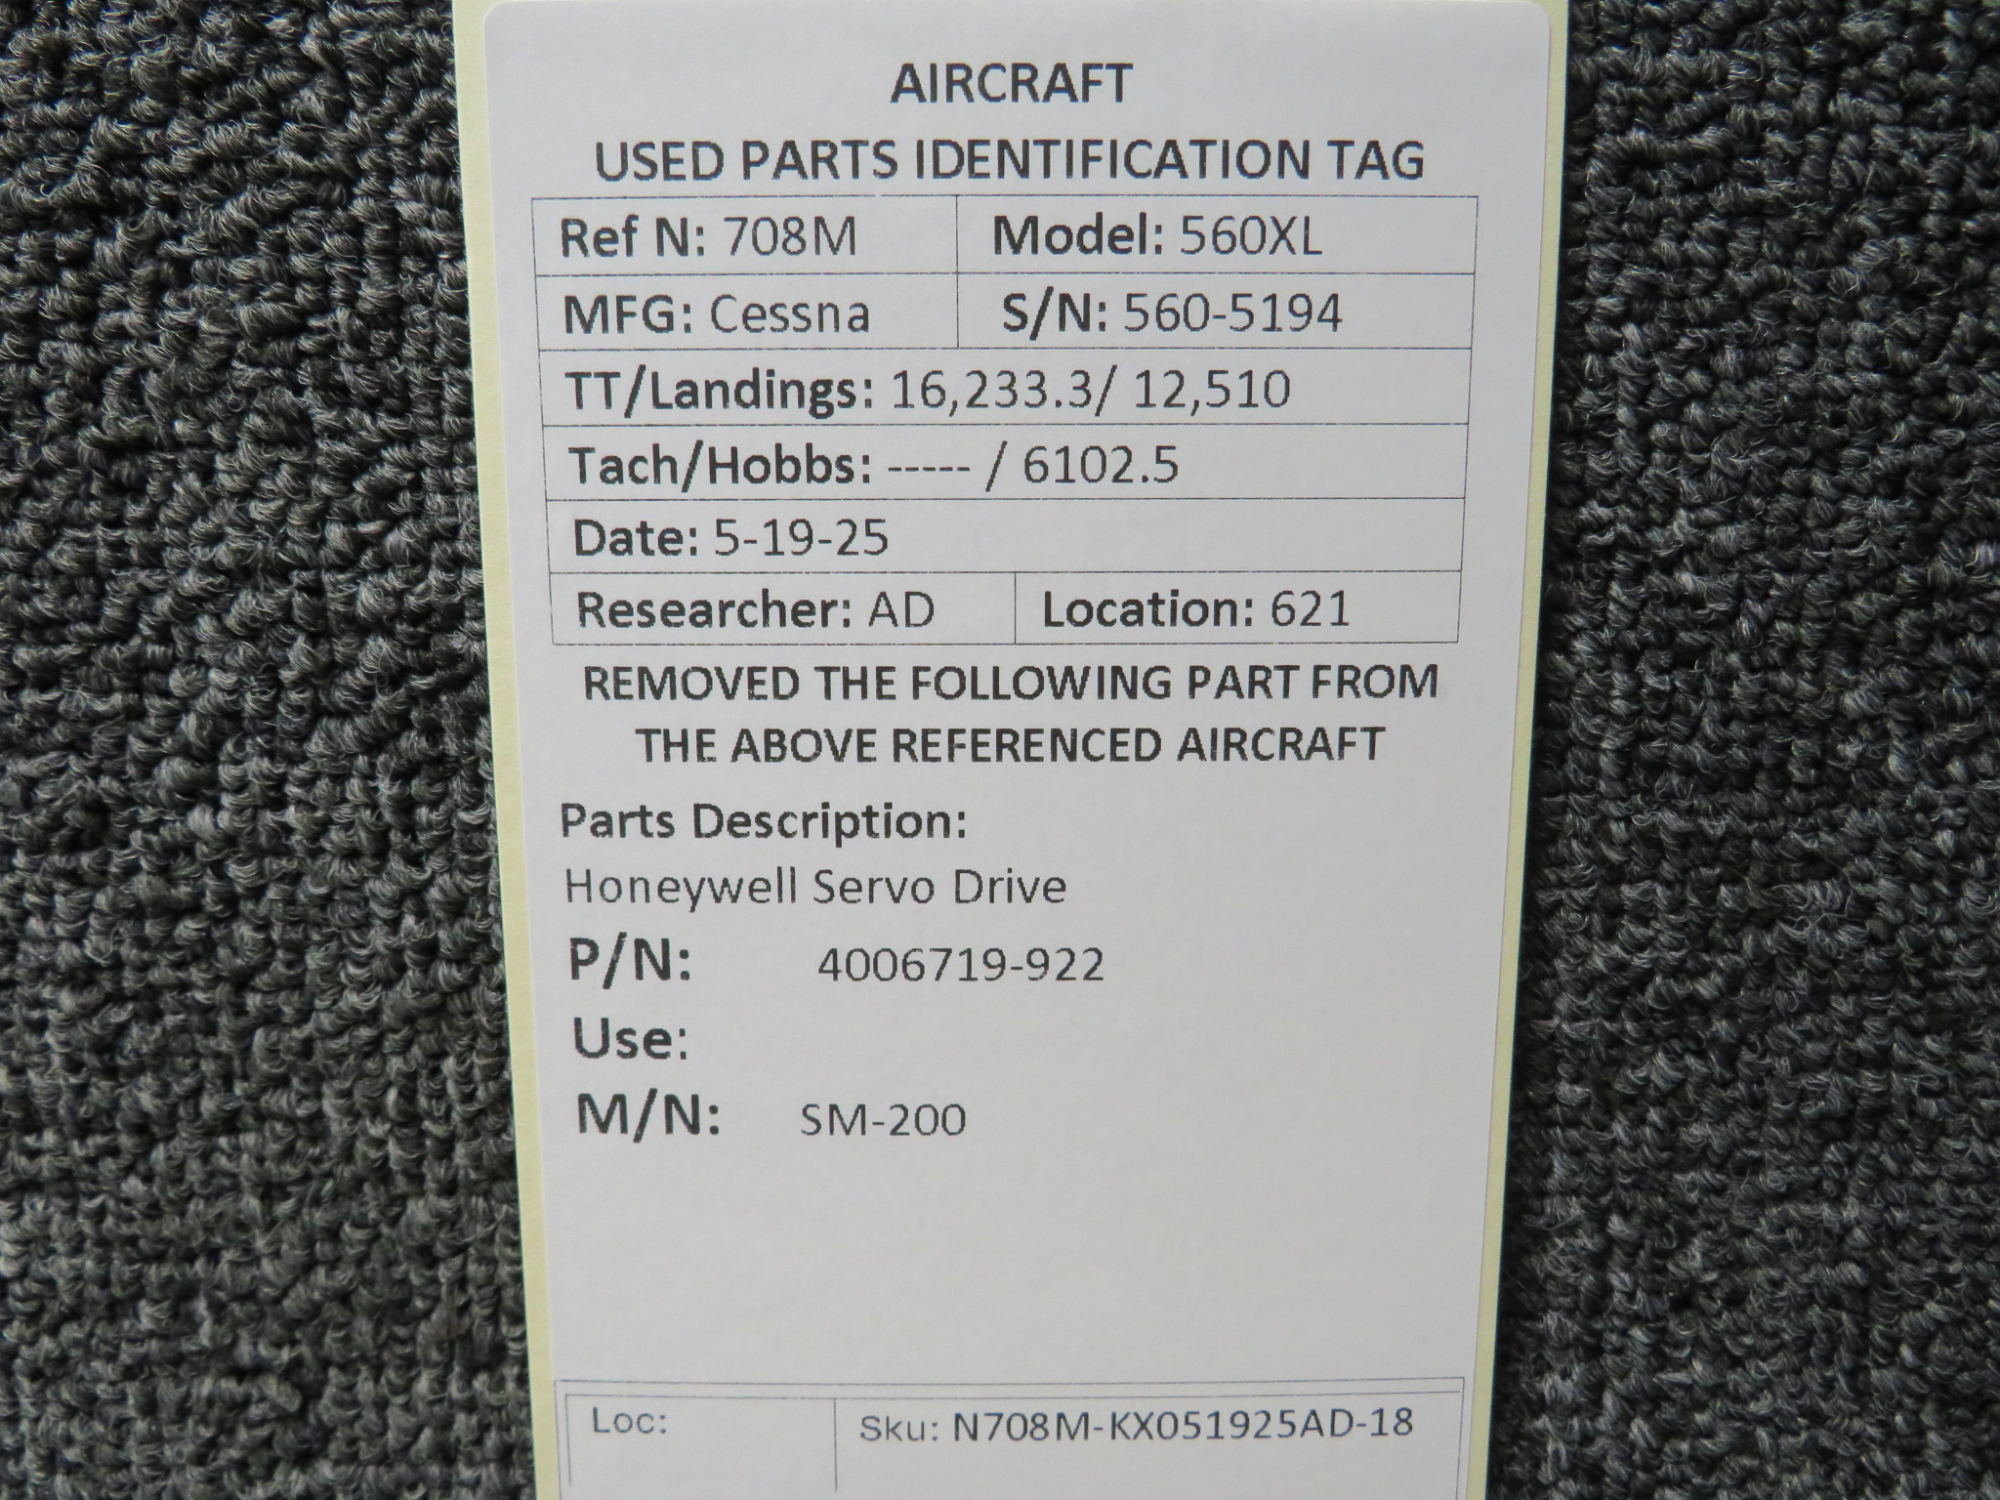 AIRCRAFT
USED PARTS IDENTIFICATION TAG
Ref N: 708M Model: 560XL
MFG: Cessna S/N: 560-5194
TT/Landings: 16,233.3/ 12,510
Tach/Hobbs: ----- / 6102.5
Date: 5-19-25
Researcher: AD Location: 621
REMOVED THE FOLLOWING PART FROM
THE ABOVE REFERENCED AIRCRAFT
Parts Description:
Honeywell Servo Drive
P/N: 4006719-922
Use:
M/N: SM-200
Loc: Sku: N708M-KX051925AD-18